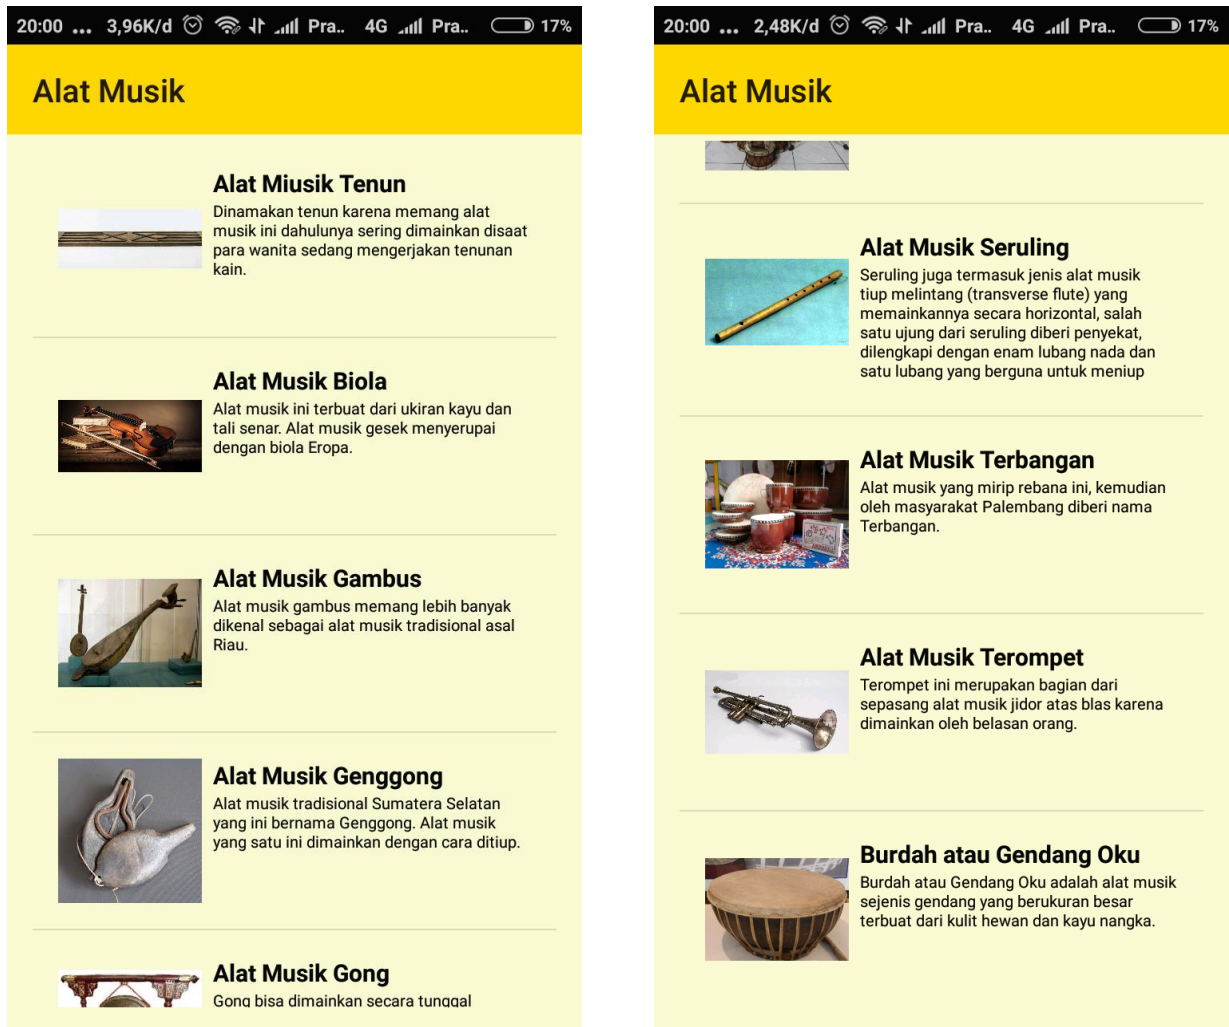 20:00 ... 3,96K/d Pra.. 4G Pra.. 17%
Alat Musik
Alat Miusik Tenun
Dinamakan tenun karena memang alat
musik ini dahulunya sering dimainkan disaat
para wanita sedang mengerjakan tenunan
kain.
Alat Musik Biola
Alat musik ini terbuat dari ukiran kayu dan
tali senar. Alat musik gesek menyerupai
dengan biola Eropa.
Alat Musik Gambus
Alat musik gambus memang lebih banyak
dikenal sebagai alat musik tradisional asal
Riau.
Alat Musik Genggong
Alat musik tradisional Sumatera Selatan
yang ini bernama Genggong. Alat musik
yang satu ini dimainkan dengan cara ditiup.
Alat Musik Gong
Gong bisa dimainkan secara tunggal
20:00 ... 2,48K/d Pra.. 4G Pra.. 17%
Alat Musik
Alat Musik Seruling
Seruling juga termasuk jenis alat musik
tiup melintang (transverse flute) yang
memainkannya secara horizontal, salah
satu ujung dari seruling diberi penyekat,
dilengkapi dengan enam lubang nada dan
satu lubang yang berguna untuk meniup
Alat Musik Terbangan
Alat musik yang mirip rebana ini, kemudian
oleh masyarakat Palembang diberi nama
Terbangan.
Alat Musik Terompet
Terompet ini merupakan bagian dari
sepasang alat musik jidor atas blas karena
dimainkan oleh belasan orang.
Burdah atau Gendang Oku
Burdah atau Gendang Oku adalah alat musik
sejenis gendang yang berukuran besar
terbuat dari kulit hewan dan kayu nangka.